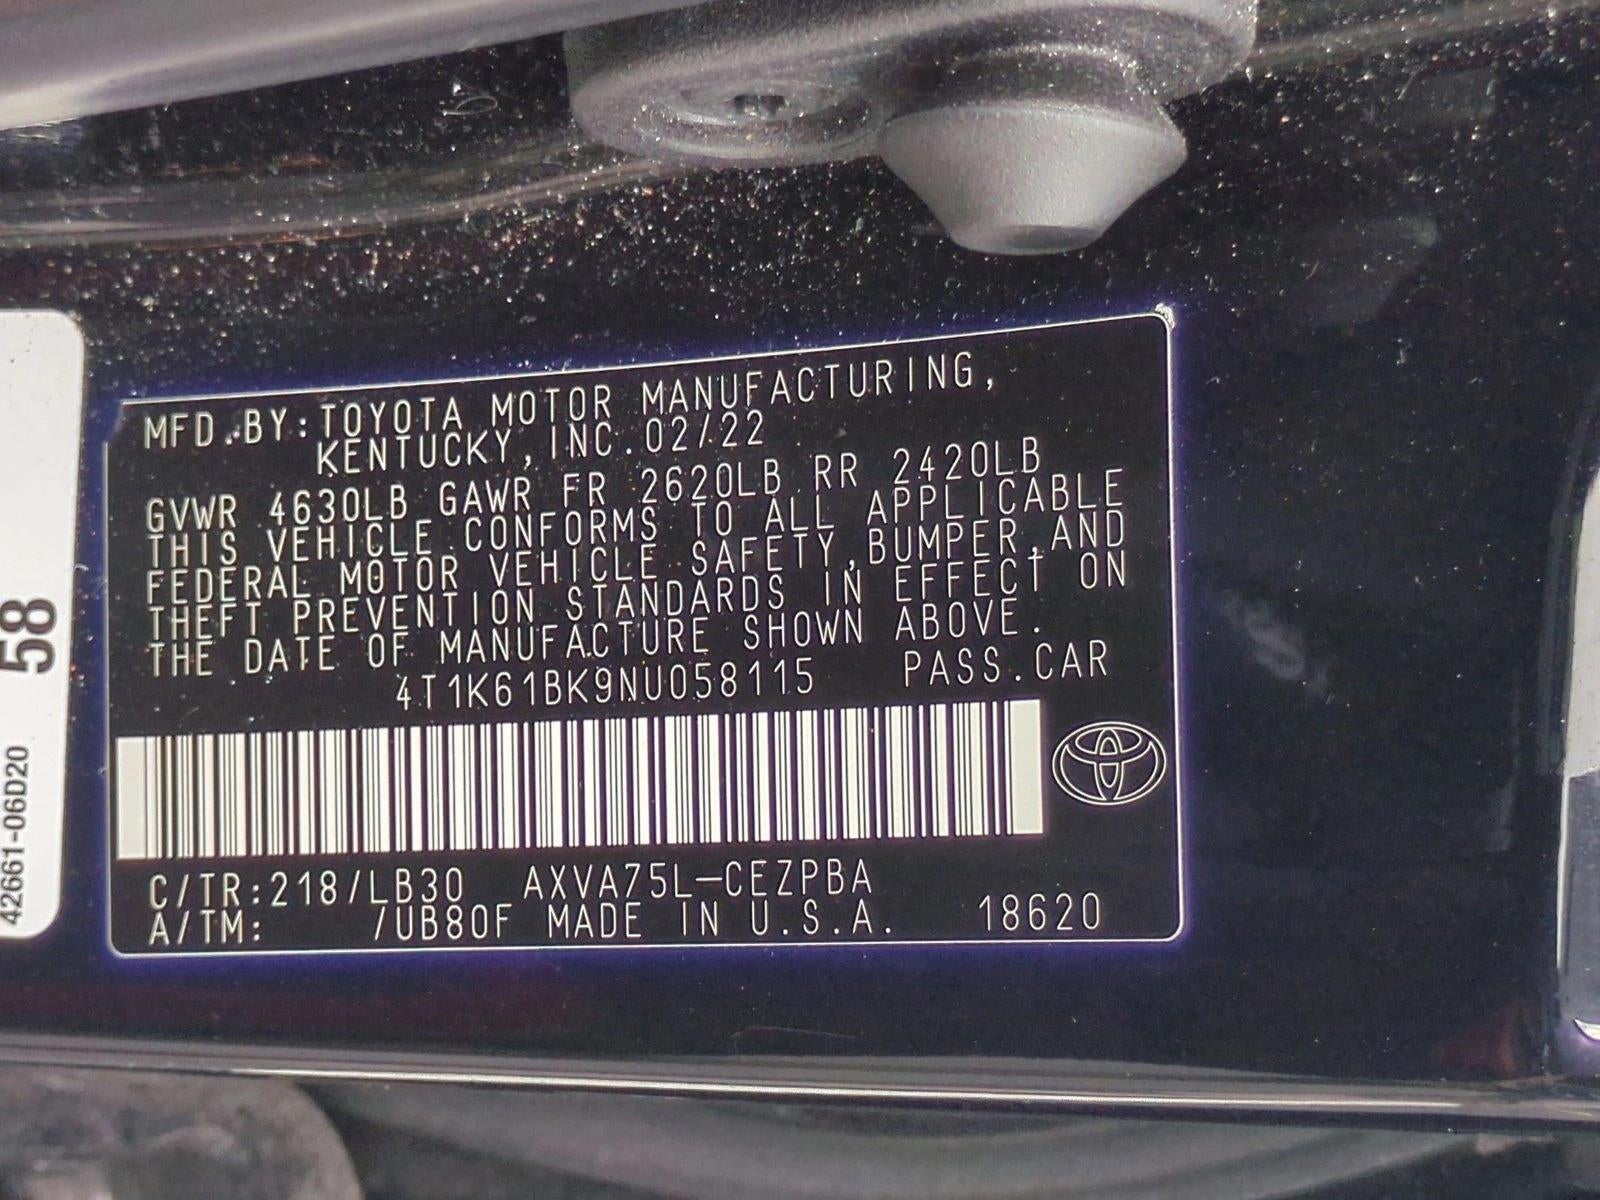 MFD.BY:TOYOTA MOTOR MANUFACTURING,
KENTUCKY,INC.02/22
GVWR 4630LB GAWR FR 2620LB RR 2420LB
THIS VEHICLE CONFORMS TO ALL APPLICABLE
FEDERAL MOTOR VEHICLE SAFETY,BUMPER,AND
THEFT PREVENTION STANDARDS IN EFFECT ON
THE DATE OF MANUFACTURE SHOWN ABOVE.
4T1K61BK9NU058115 PASS.CAR
C/TR:218/LB30 AXVA75L-CEZPBA
A/TM: /UB80F MADE IN U.S.A. 18620
58
42661-06D20